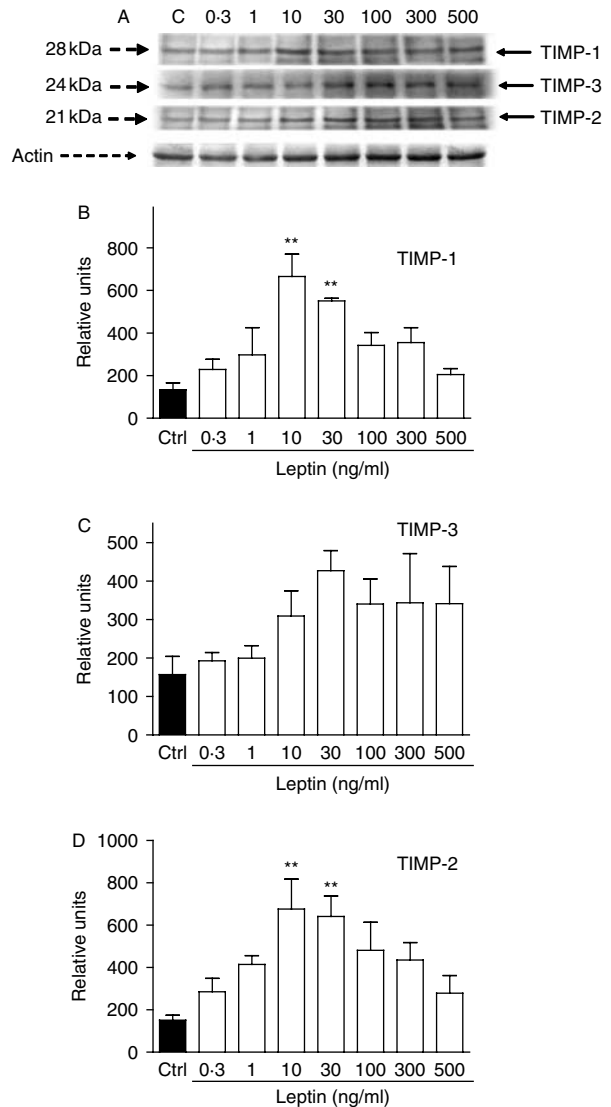 A C 0·3 1 10 30 100 300 500
28 kDa TIMP-1
24 kDa TIMP-3
21 kDa TIMP-2
Actin
B
TIMP-1
Relative units
800
600
400
200
0
** **
Ctrl 0·3 1 10 30 100 300 500
Leptin (ng/ml)
C
TIMP-3
Relative units
500
400
300
200
100
0
Ctrl 0·3 1 10 30 100 300 500
Leptin (ng/ml)
D
TIMP-2
Relative units
1000
800
600
400
200
0
** **
Ctrl 0·3 1 10 30 100 300 500
Leptin (ng/ml)